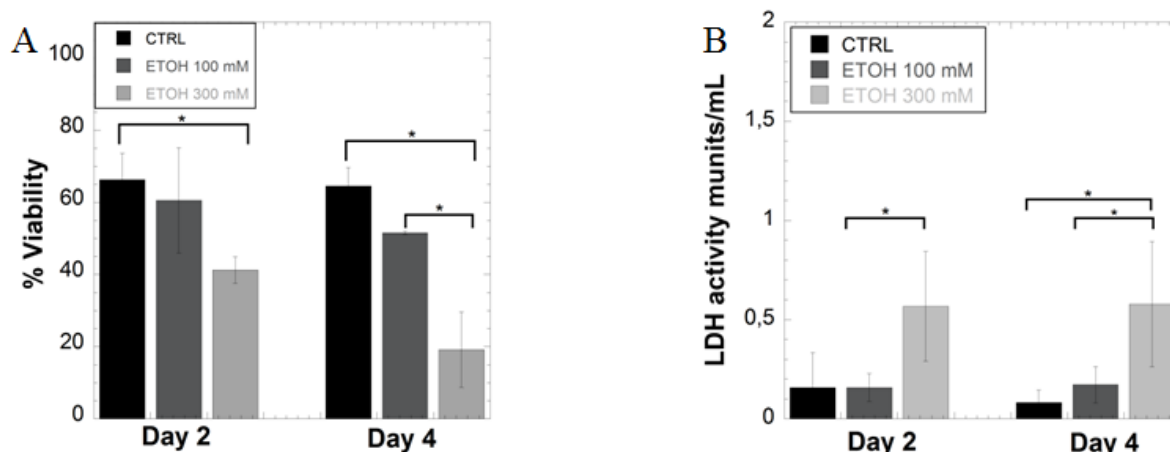 A
CTRL
ETOH 100 mM
ETOH 300 mM
% Viability
100
80
60
40
20
0
*
*
*
Day 2
Day 4
B
CTRL
ETOH 100 mM
ETOH 300 mM
LDH activity munits/mL
2
1,5
1
0,5
0
*
*
*
Day 2
Day 4